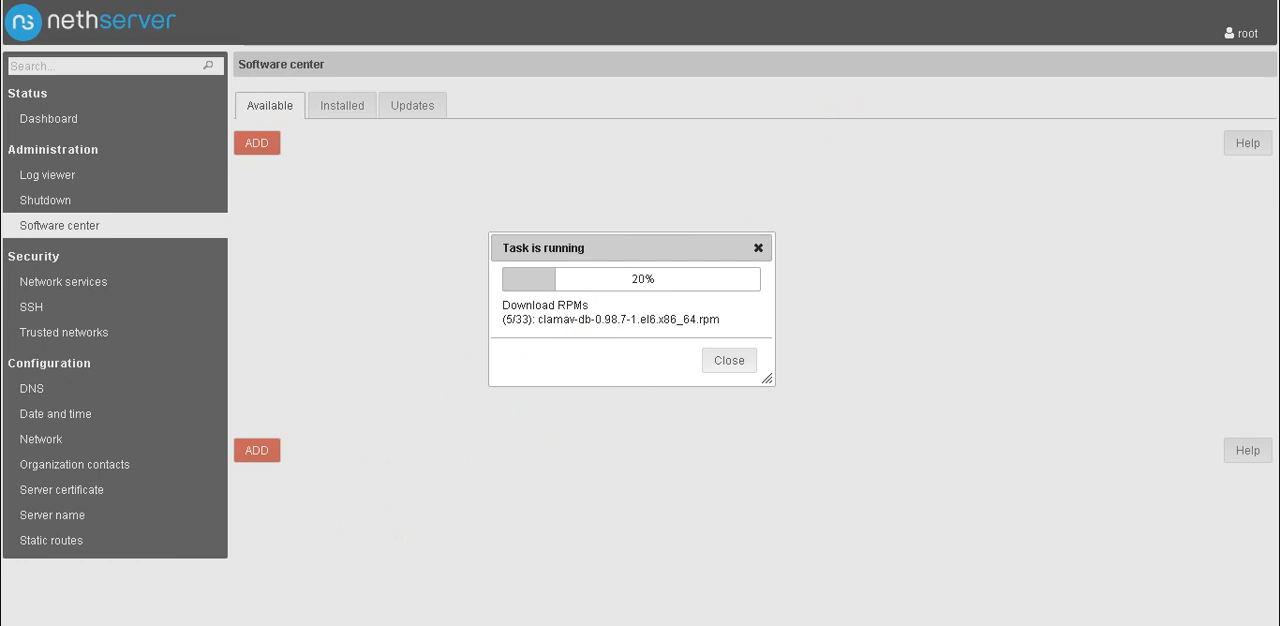 nethserver
root
Search...
Software center
Status
Dashboard
Available
Installed
Updates
Administration
ADD
Help
Log viewer
Shutdown
Software center
Security
Network services
SSH
Trusted networks
Task is running
20%
Download RPMs
(5/33): clamav-db-0.98.7-1.el6.x86_64.rpm
Close
Configuration
DNS
Date and time
Network
Organization contacts
Server certificate
Server name
Static routes
ADD
Help